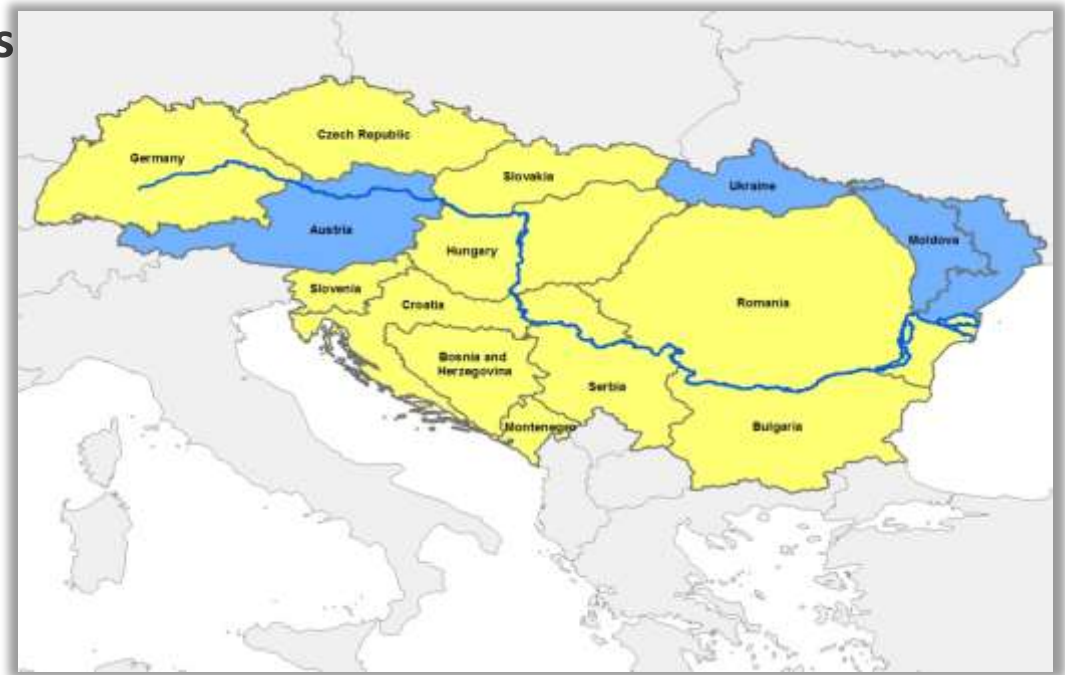 s
Czech Republic
Germany
Slovakia
Ukraine
Austria
Moldova
Hungary
Slovenia
Croatia
Romania
Bosnia and
Herzegovina
Serbia
Montenegro
Bulgaria